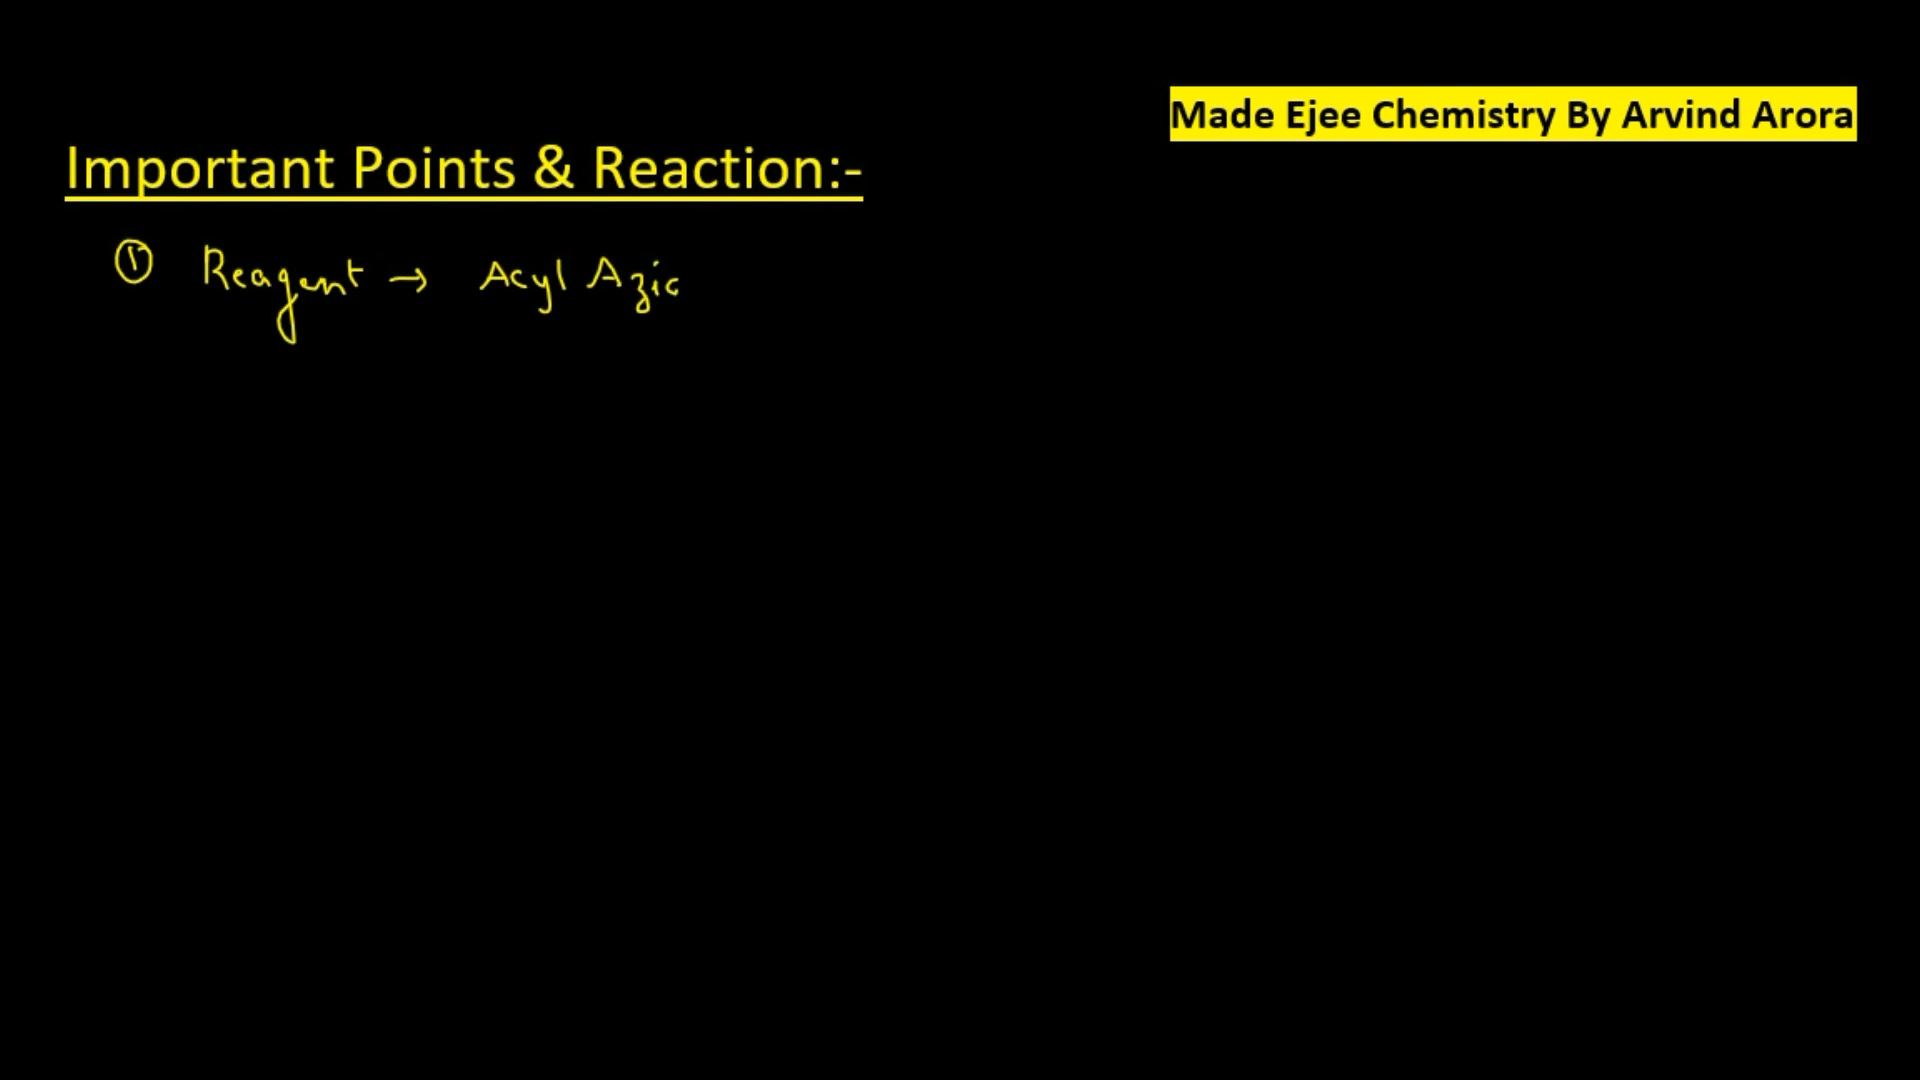 Made Ejee Chemistry By Arvind Arora
Important Points & Reaction:-
① Reagent → Acyl Azic